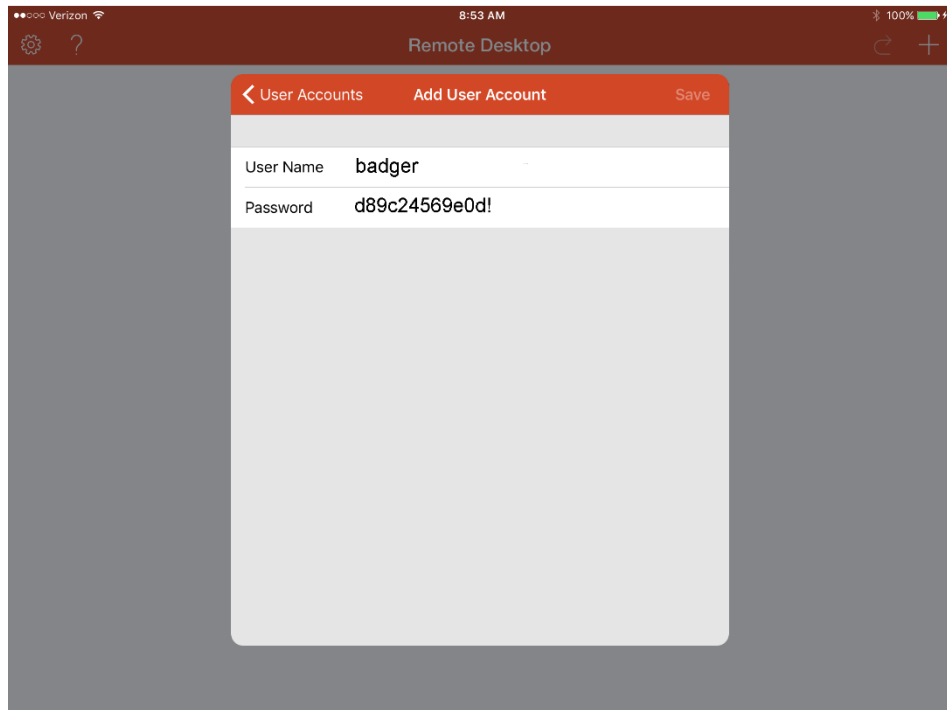 Verizon 8:53 AM 100%
? Remote Desktop +
User Accounts Add User Account Save
User Name badger
Password d89c24569e0d!